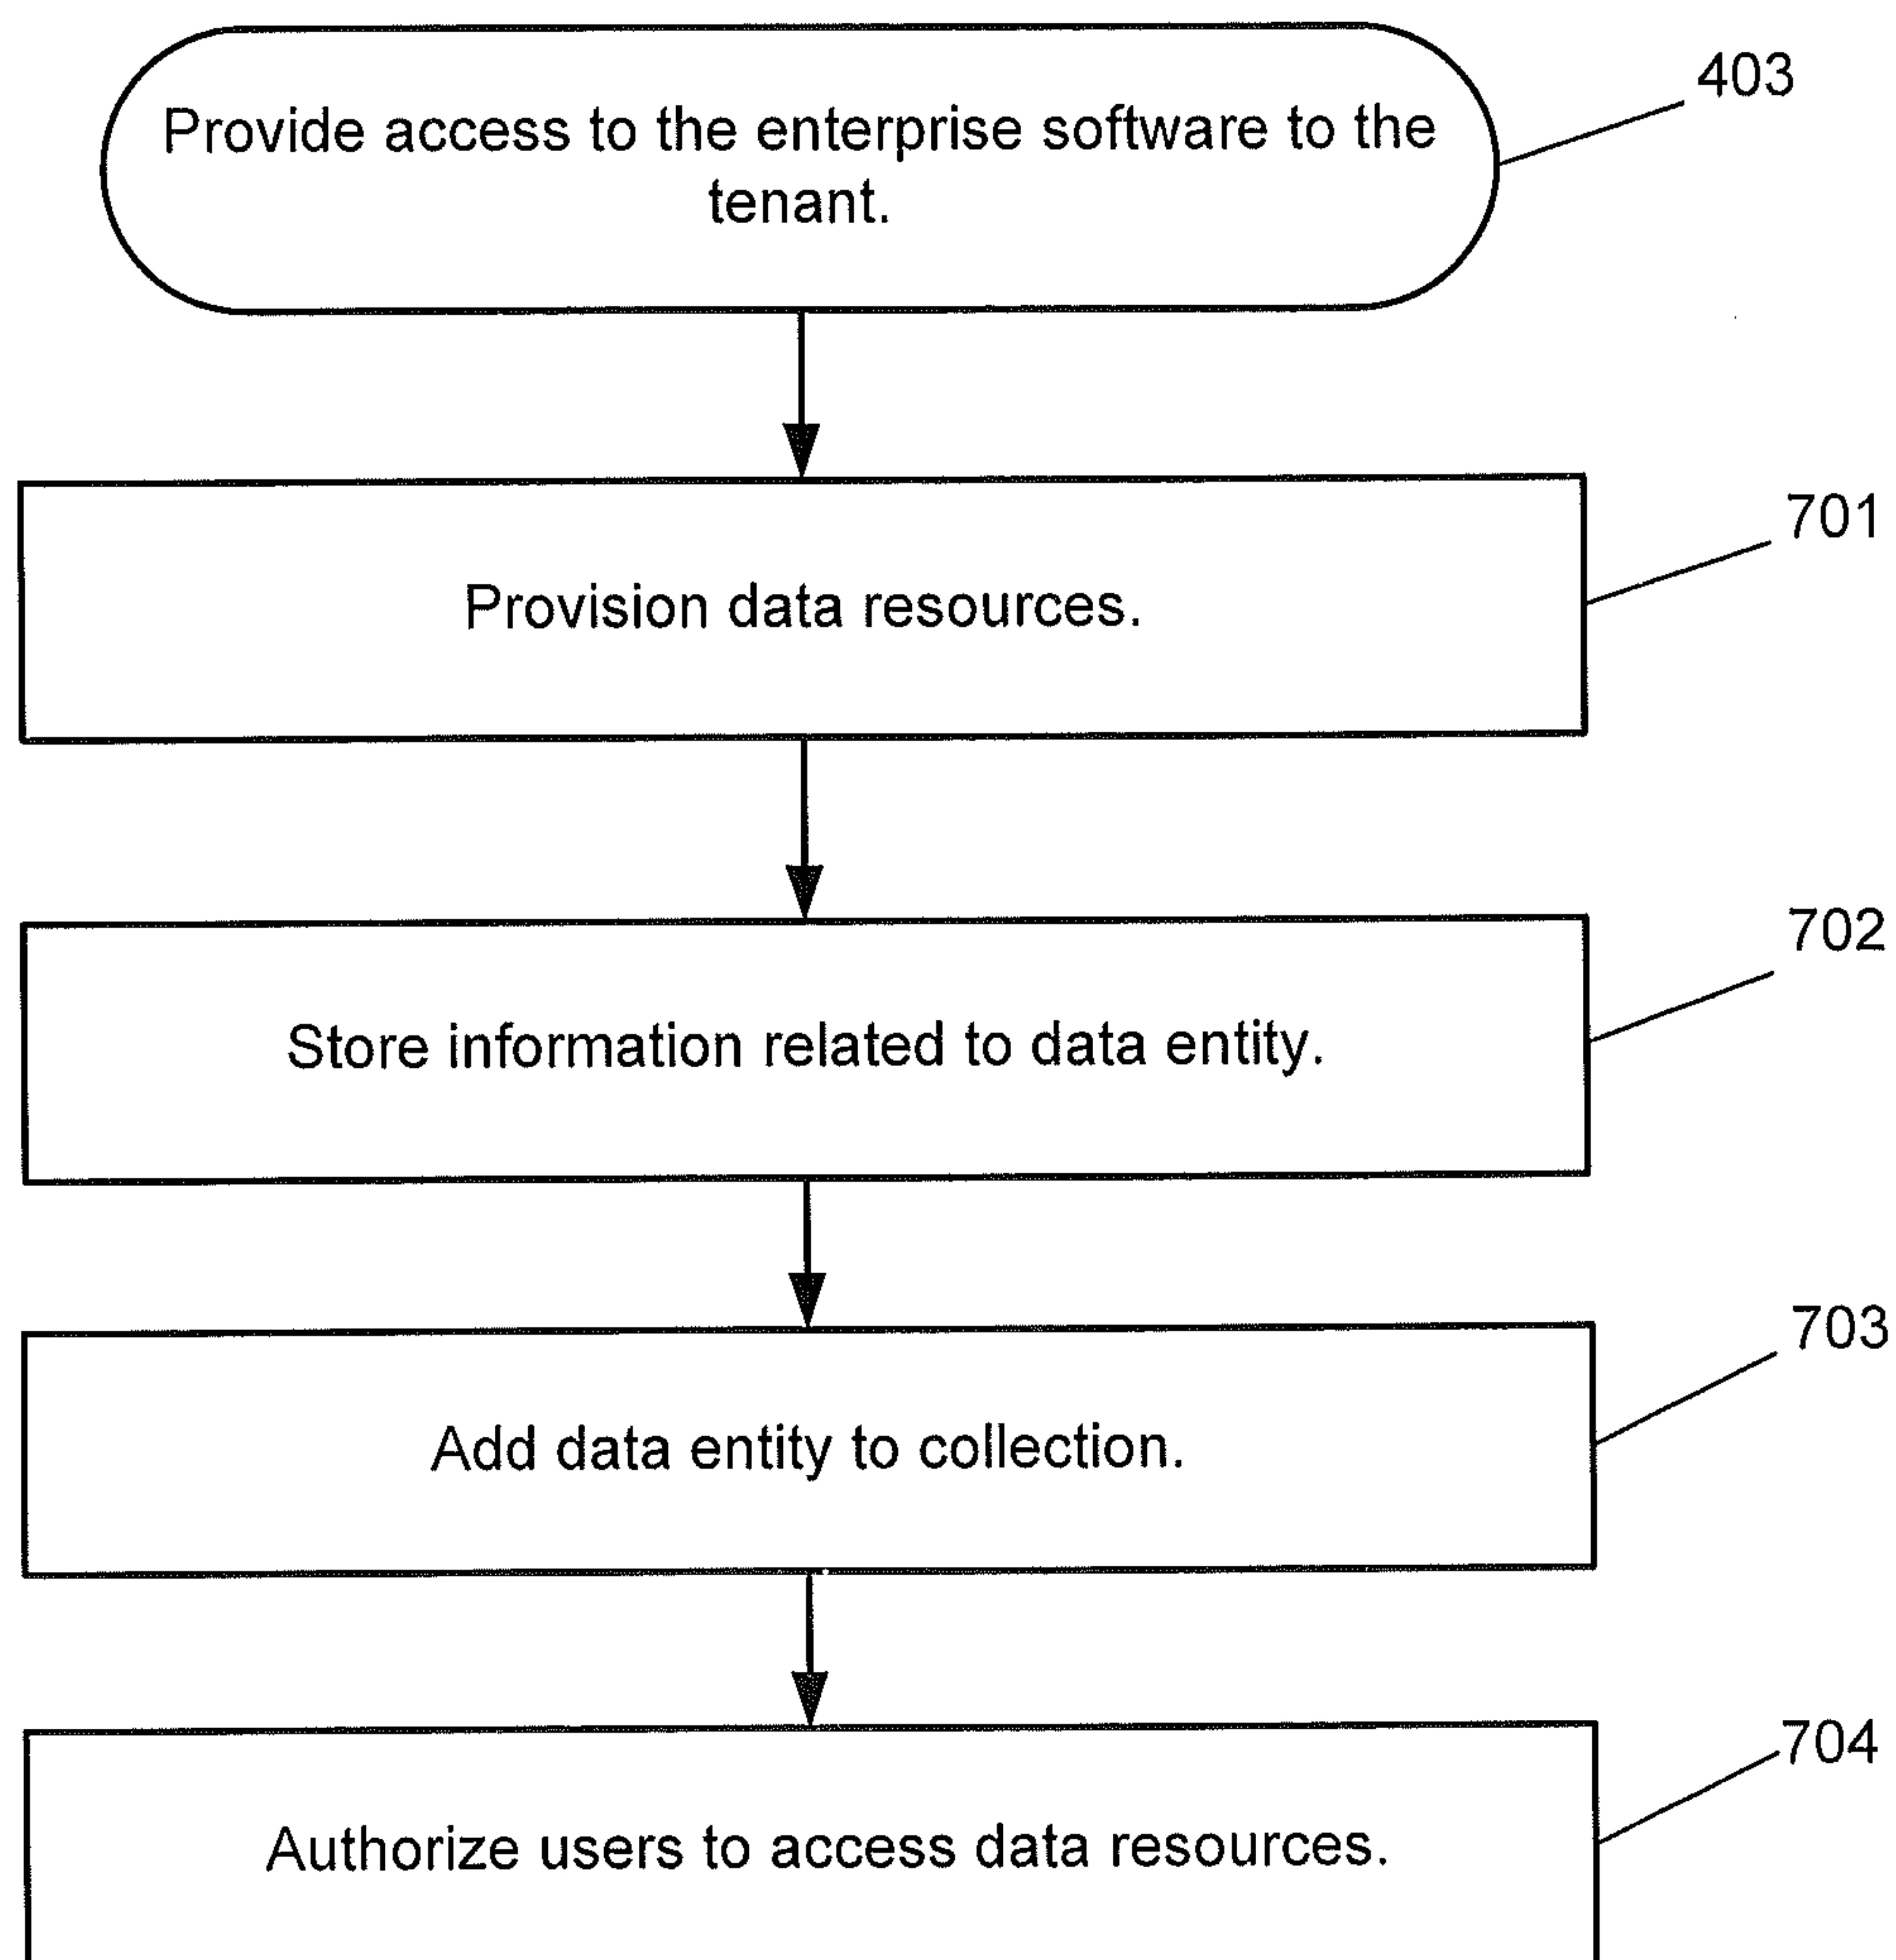 Provide access to the enterprise software to the
tenant.
403
Provision data resources.
701
Store information related to data entity.
702
Add data entity to collection.
703
Authorize users to access data resources.
704